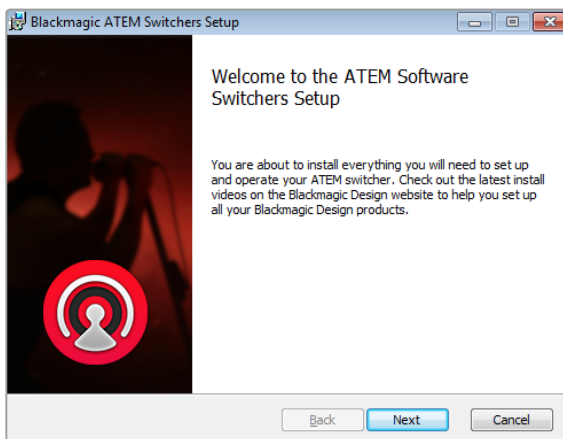 Blackmagic ATEM Switchers Setup
Welcome to the ATEM Software
Switchers Setup
You are about to install everything you will need to set up
and operate your ATEM switcher. Check out the latest install
videos on the Blackmagic Design website to help you set up
all your Blackmagic Design products.
Back
Next
Cancel